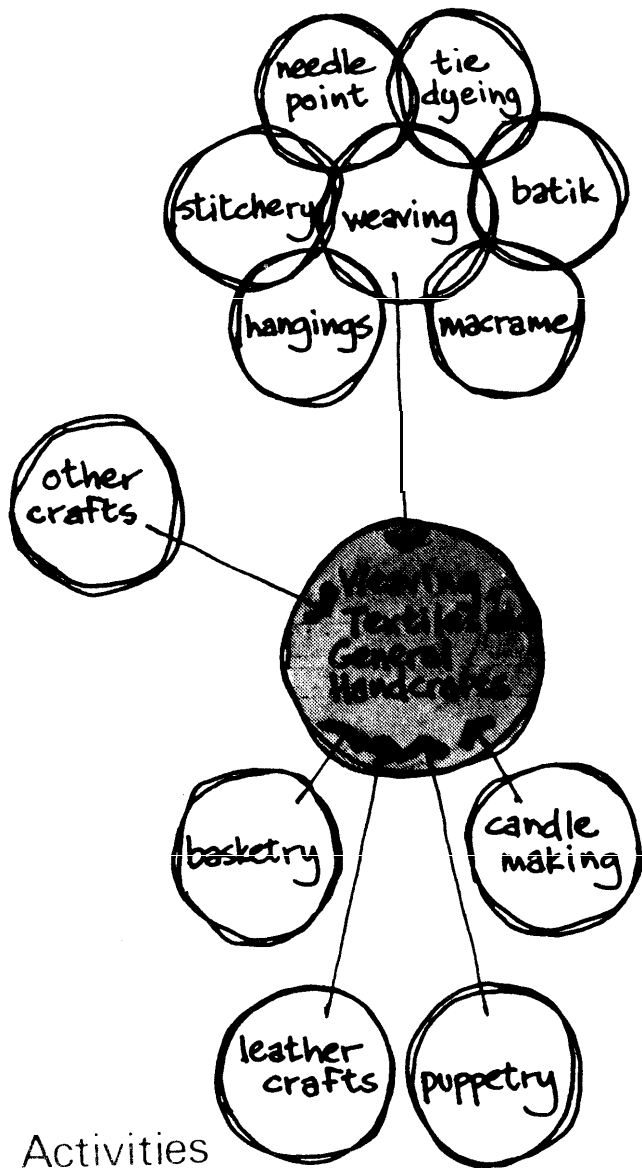 needle
point
tie
dyeing
stitchery
weaving
batik
hangings
macrame
other
crafts
Weaving
Textiles
General
Handcrafts
basketry
candle
making
leather
crafts
puppetry
Activities